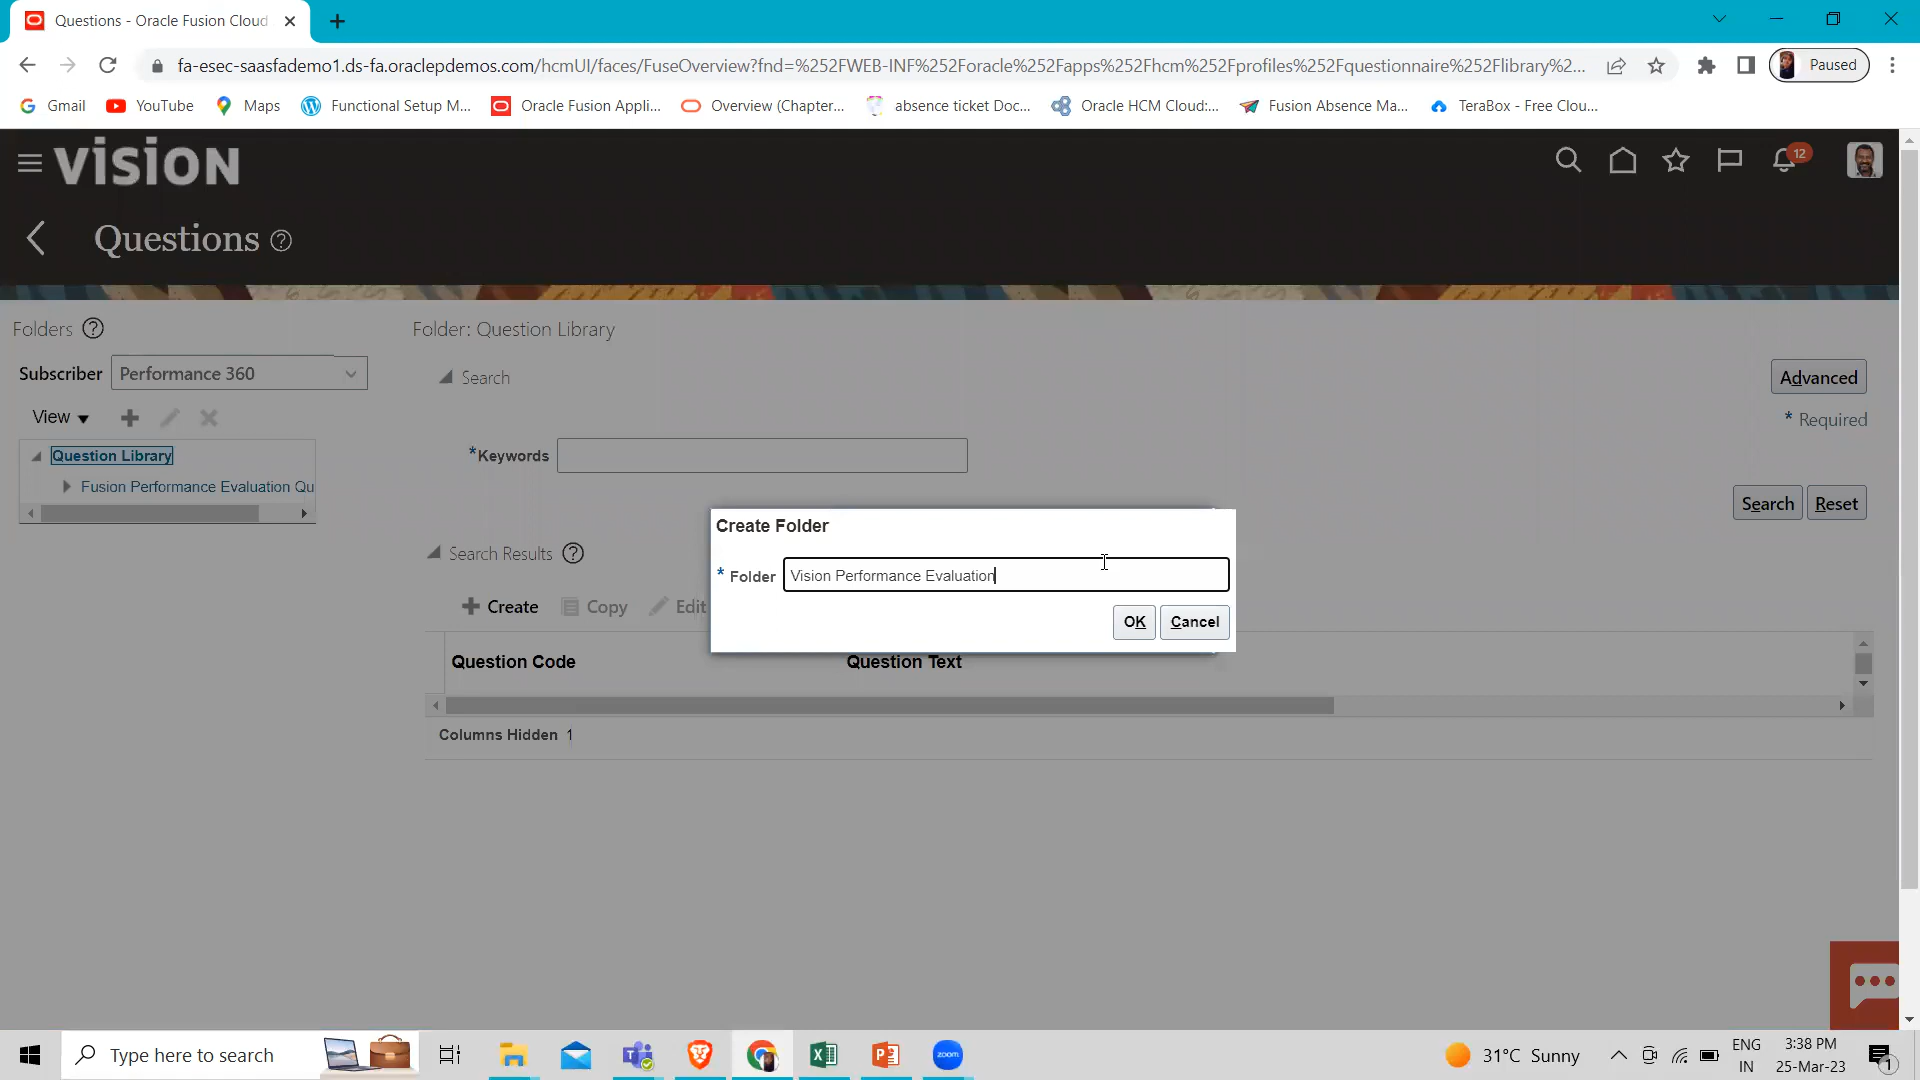 Questions - Oracle Fusion Cloud
fa-esec-saasfademo1.ds-fa.oraclepdemos.com/hcmUI/faces/FuseOverview?fnd=%252FWEB-INF%252Foracle%252Fapps%252Fhcm%252Fprofiles%252Fquestionnaire%252Flibrary%2...
Paused
Gmail YouTube Maps Functional Setup M... Oracle Fusion Appli... Overview (Chapter... absence ticket Doc... Oracle HCM Cloud:... Fusion Absence Ma... TeraBox - Free Clou...
VISION
12
Questions
Folders
Folder: Question Library
Subscriber Performance 360
Search
Advanced
View
* Required
Question Library
*Keywords
Fusion Performance Evaluation Qu
Search Reset
Create Folder
Search Results
* Folder Vision Performance Evaluation
Create Copy Edit
OK Cancel
Question Code Question Text
Columns Hidden 1
Type here to search
zoom
31°C Sunny
ENG
IN
3:38 PM
25-Mar-23
1